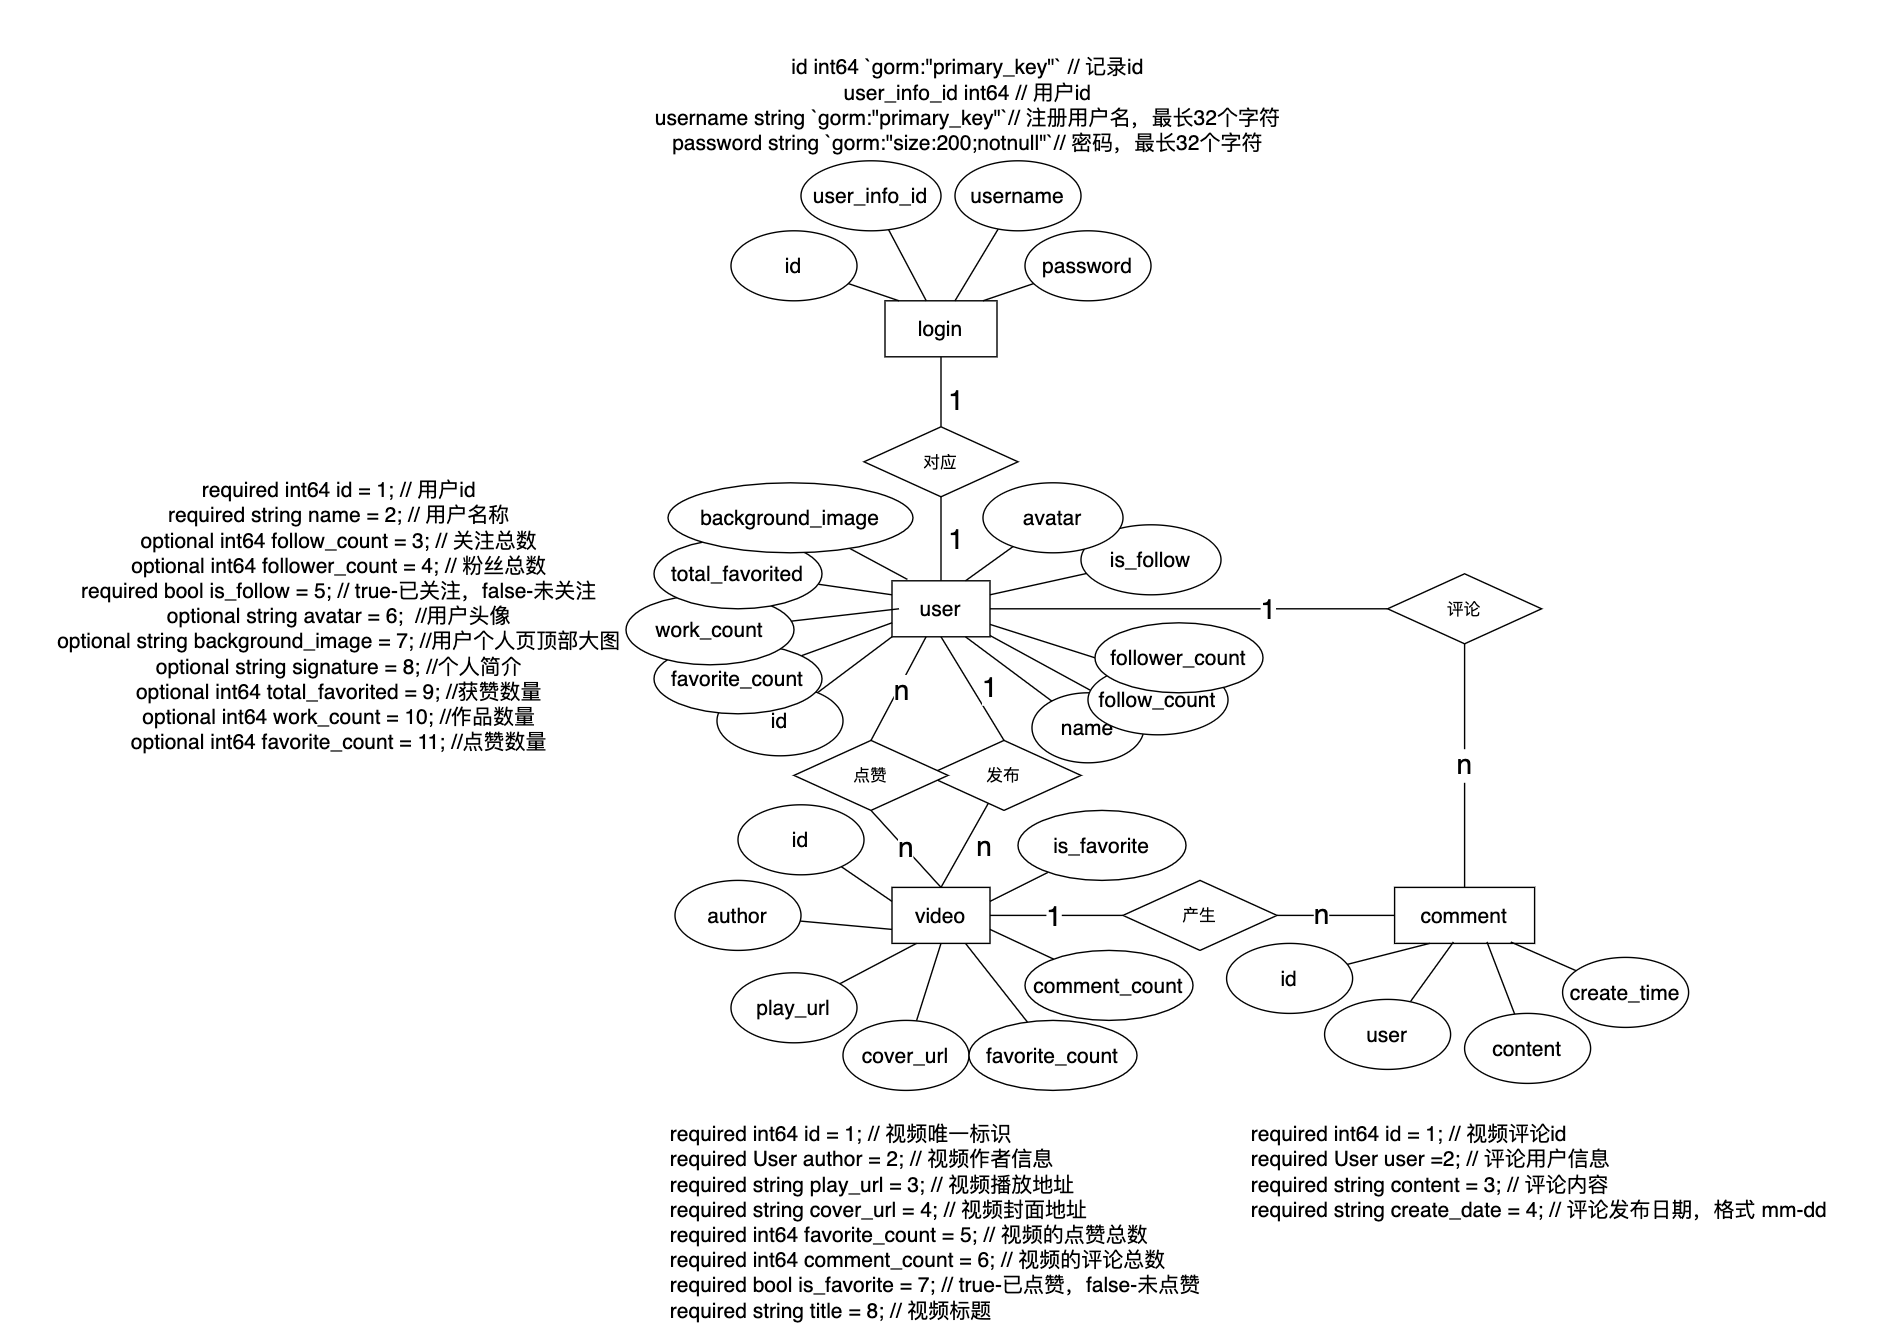 id int64 `gorm:"primary_key"` // 记录id
user_info_id int64 // 用户id
username string `gorm:"primary_key"`// 注册用户名，最长32个字符
password string `gorm:"size:200;notnull"`// 密码，最长32个字符
user_info_id
username
id
password
login
1
对应
required int64 id = 1; // 用户id
required string name = 2; // 用户名称
optional int64 follow_count = 3; // 关注总数
optional int64 follower_count = 4; // 粉丝总数
required bool is_follow = 5; // true-已关注，false-未关注
optional string avatar = 6;  //用户头像
optional string background_image = 7; //用户个人页顶部大图
optional string signature = 8; //个人简介
optional int64 total_favorited = 9; //获赞数量
optional int64 work_count = 10; //作品数量
optional int64 favorite_count = 11; //点赞数量
background_image
1
avatar
is_follow
total_favorited
user
1
评论
work_count
follower_count
favorite_count
n
1
follow_count
id
name
点赞
发布
n
id
n
n
is_favorite
author
video
1
产生
n
comment
play_url
comment_count
id
create_time
cover_url
favorite_count
user
content
required int64 id = 1; // 视频唯一标识
required User author = 2; // 视频作者信息
required string play_url = 3; // 视频播放地址
required string cover_url = 4; // 视频封面地址
required int64 favorite_count = 5; // 视频的点赞总数
required int64 comment_count = 6; // 视频的评论总数
required bool is_favorite = 7; // true-已点赞，false-未点赞
required string title = 8; // 视频标题
required int64 id = 1; // 视频评论id
required User user =2; // 评论用户信息
required string content = 3; // 评论内容
required string create_date = 4; // 评论发布日期，格式 mm-dd